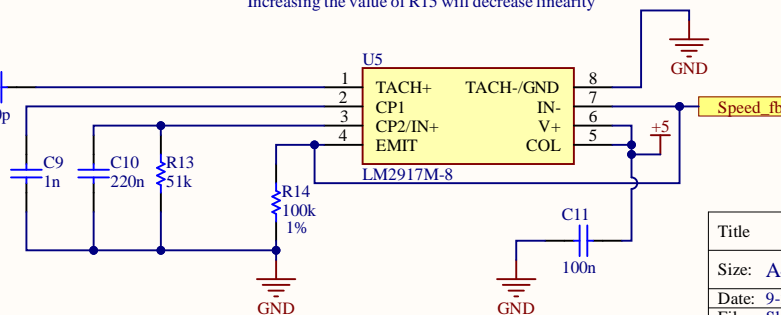 Increasing the value of R15 will decrease linearity
U5
1 TACH+ TACH-/GND 8
2 CP1 IN- 7
3 CP2/IN+ V+ 6
4 EMIT COL 5
LM2917M-8
GND
Speed_fb
+5
C9
1n
C10
220n
R13
51k
R14
100k
1%
C11
100n
GND
GND
Title
Size: A
Date: 9-